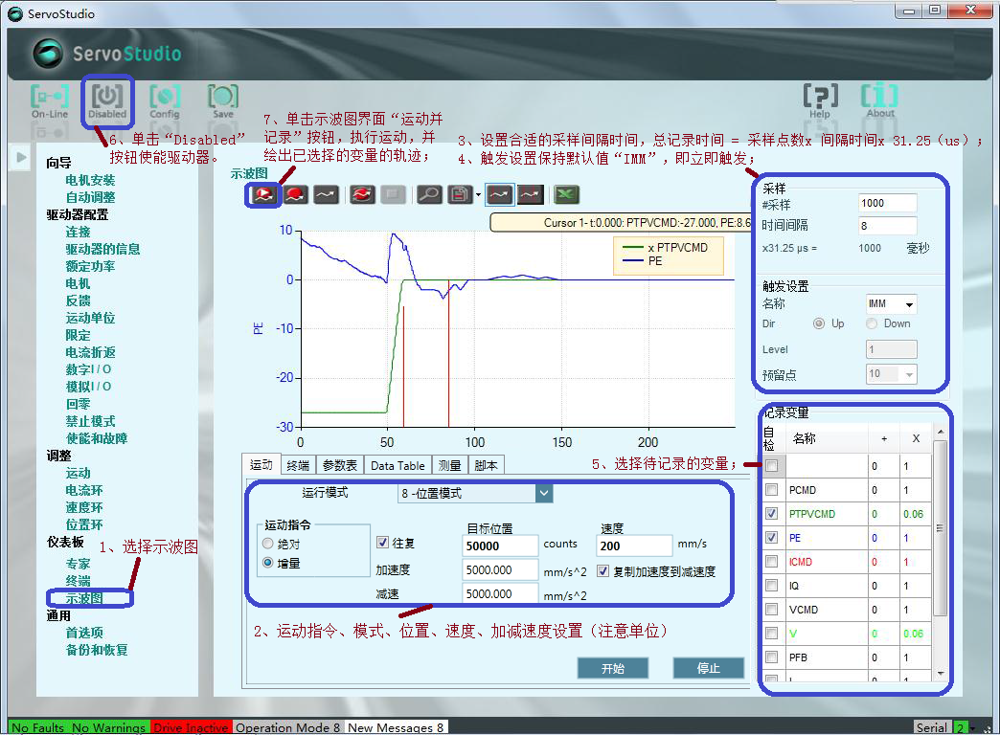 ServoStudio
ServoStudio
On-Line
Disabled
Config
Save
Help
About
6、单击“Disabled”
按钮使能驱动器。
7、单击示波图界面“运动并
记录”按钮，执行运动，并
绘出已选择的变量的轨迹；
3、设置合适的采样间隔时间，总记录时间 = 采样点数x 间隔时间x 31.25（us）；
4、触发设置保持默认值“IMM”，即立即触发；
向导
电机安装
自动调整
驱动器配置
连接
驱动器的信息
额定功率
电机
反馈
运动单位
限定
电流折返
数字I/O
模拟I/O
回零
禁止模式
使能和故障
调整
运动
电流环
速度环
位置环
仪表板
专家
终端
示波图
通用
首选项
备份和恢复
1、选择示波图
示波图
Cursor 1- t:0.000: PTPVCMD:-27.000, PE:8.6
x PTPVCMD
PE
PE
10
0
-10
-20
-30
0 50 100 150 200
采样
#采样 1000
时间间隔 8
x31.25 µs = 1000 毫秒
触发设置
名称 IMM
Dir Up Down
Level 1
预留点 10
记录变量
自检 名称 + X
0 1
PCMD 0 1
PTPVCMD 0 0.06
PE 0 1
ICMD 0 1
IQ 0 1
VCMD 0 1
V 0 0.06
PFB 0 1
5、选择待记录的变量；
运动 终端 参数表 Data Table 测量 脚本
运行模式 8 -位置模式
运动指令
绝对
增量
往复
目标位置
50000 counts
速度
200 mm/s
加速度 5000.000 mm/s^2
复制加速度到减速度
减速 5000.000 mm/s^2
2、运动指令、模式、位置、速度、加减速度设置（注意单位）
开始 停止
No Faults No Warnings Drive Inactive Operation Mode 8 New Messages 8 Serial 2